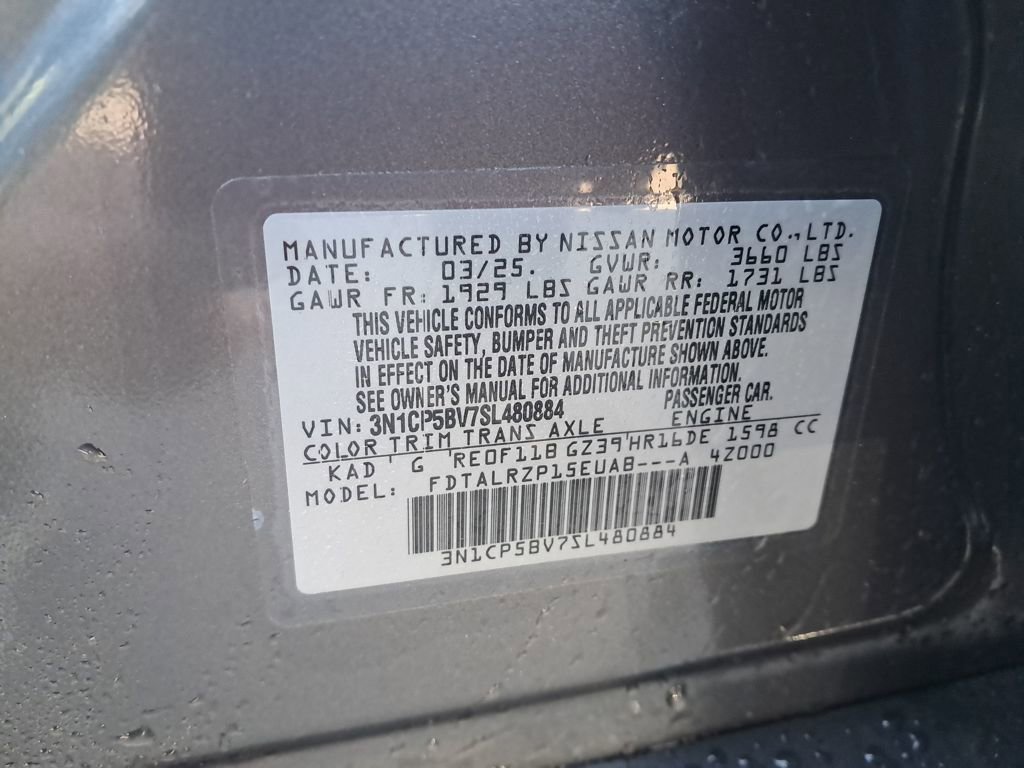 MANUFACTURED BY NISSAN MOTOR CO., LTD.
DATE: 03/25. GVWR: 3660 LBS
GAWR FR: 1929 LBS GAWR RR: 1731 LBS
THIS VEHICLE CONFORMS TO ALL APPLICABLE FEDERAL MOTOR
VEHICLE SAFETY, BUMPER AND THEFT PREVENTION STANDARDS
IN EFFECT ON THE DATE OF MANUFACTURE SHOWN ABOVE.
SEE OWNER'S MANUAL FOR ADDITIONAL INFORMATION.
VIN: 3N1CP5BV7SL480884 PASSENGER CAR.
COLOR TRIM TRANS AXLE ENGINE
KAD G RE0F11B GZ39 HR16DE 1598 CC
MODEL: FDTALRZP15EUAB---A 4Z000
3N1CP5BV7SL480884